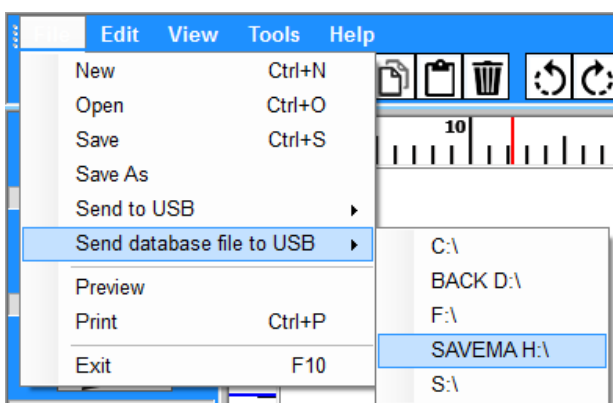 File Edit View Tools Help
New Ctrl+N
Open Ctrl+O
Save Ctrl+S
Save As
Send to USB
Send database file to USB
Preview
Print Ctrl+P
Exit F10
10
C:\
BACK D:\
F:\
SAVEMA H:\
S:\